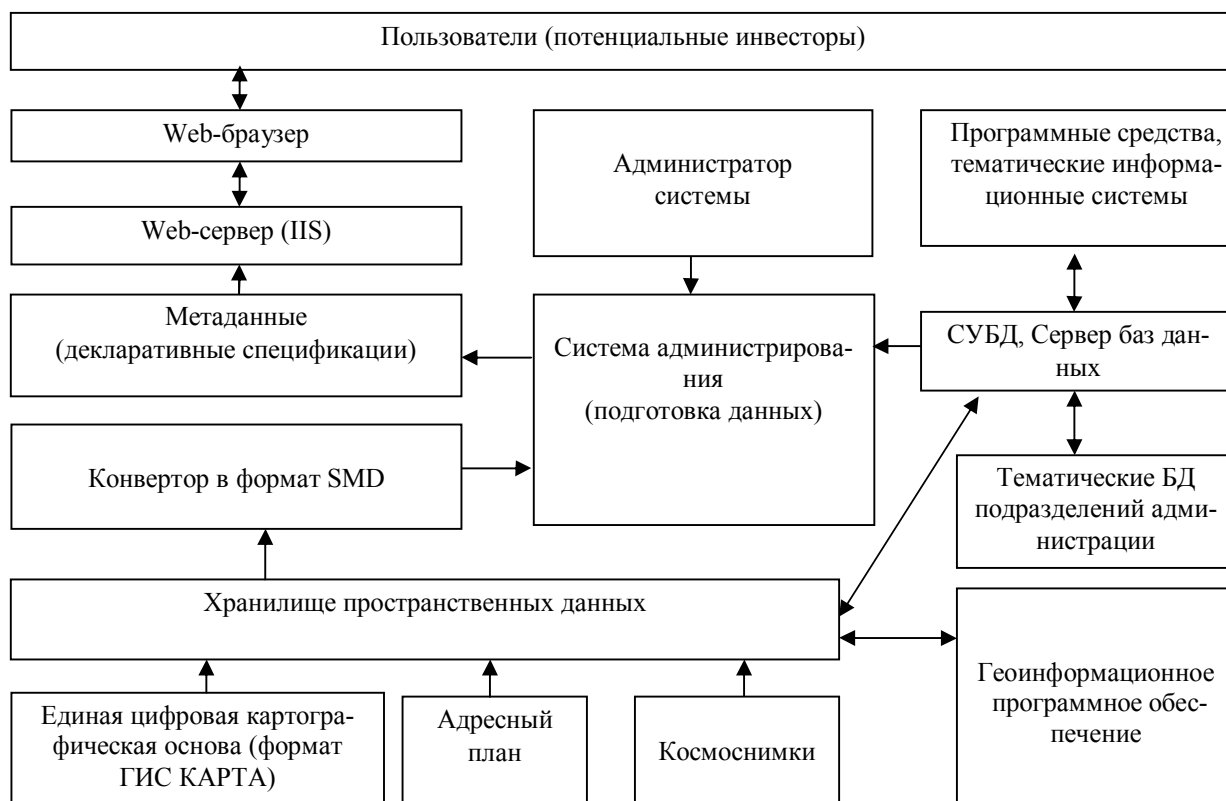 Пользователи (потенциальные инвесторы)
Web-браузер
Web-сервер (IIS)
Метаданные
(декларативные спецификации)
Администратор
системы
Программные средства,
тематические информа-
ционные системы
Система администрирова-
ния
(подготовка данных)
СУБД, Сервер баз дан-
ных
Конвертор в формат SMD
Тематические БД
подразделений адми-
нистрации
Хранилище пространственных данных
Единая цифровая картогра-
фическая основа (формат
ГИС КАРТА)
Адресный
план
Космоснимки
Геоинформационное
программное обес-
печение